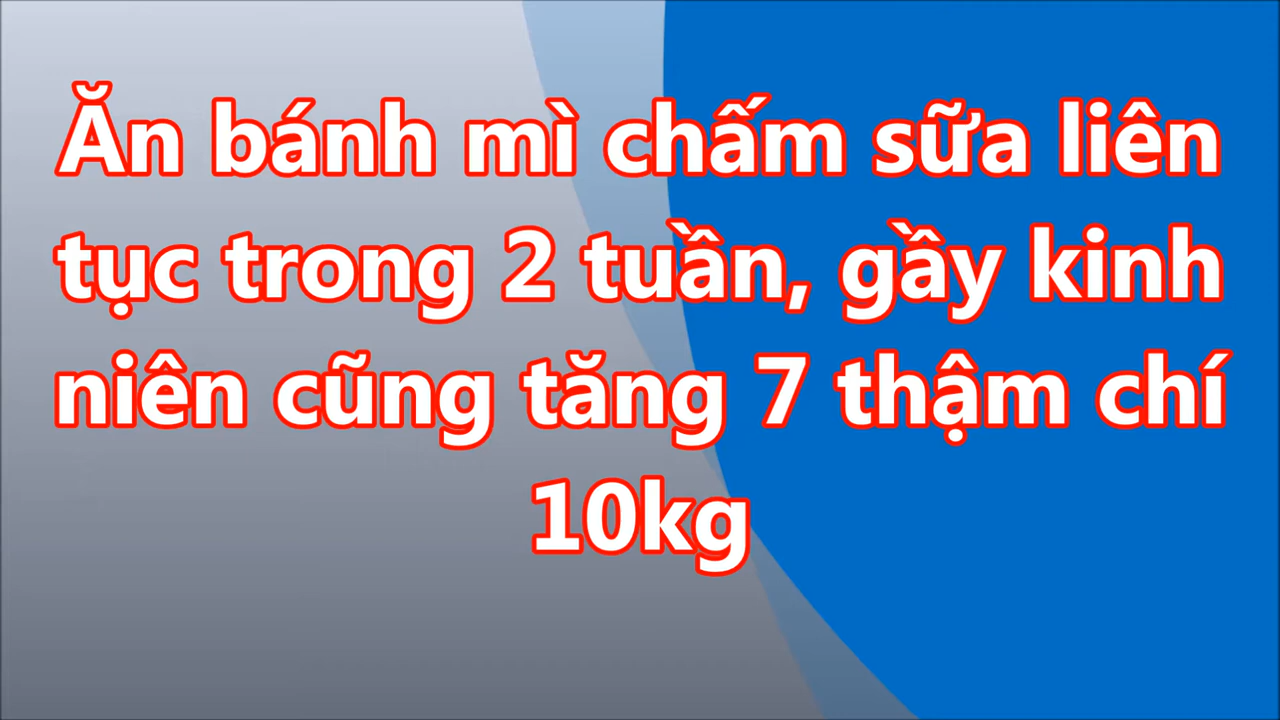 Ăn bánh mì chấm sữa liên
tục trong 2 tuần, gầy kinh
niên cũng tăng 7 thậm chí
10kg